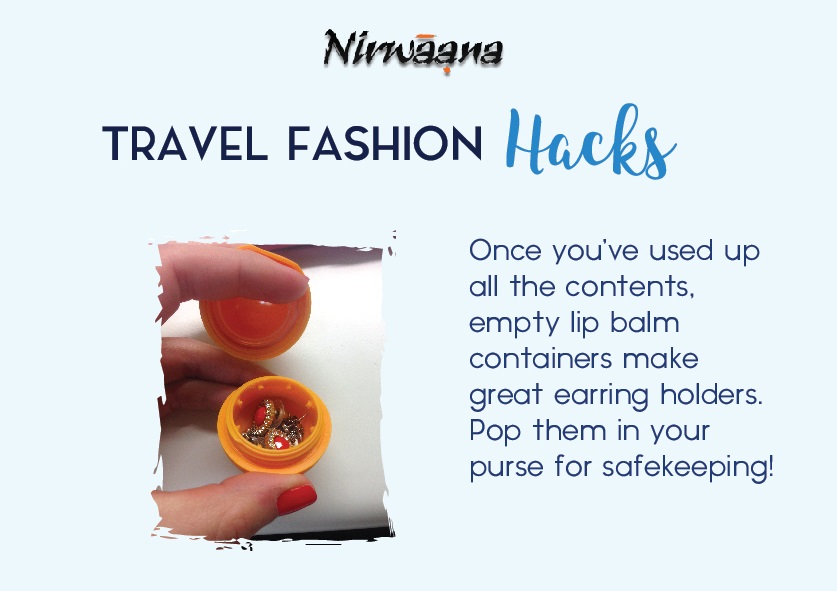 Nirwāạna
TRAVEL FASHION Hacks
Once you've used up
all the contents,
empty lip balm
containers make
great earring holders.
Pop them in your
purse for safekeeping!